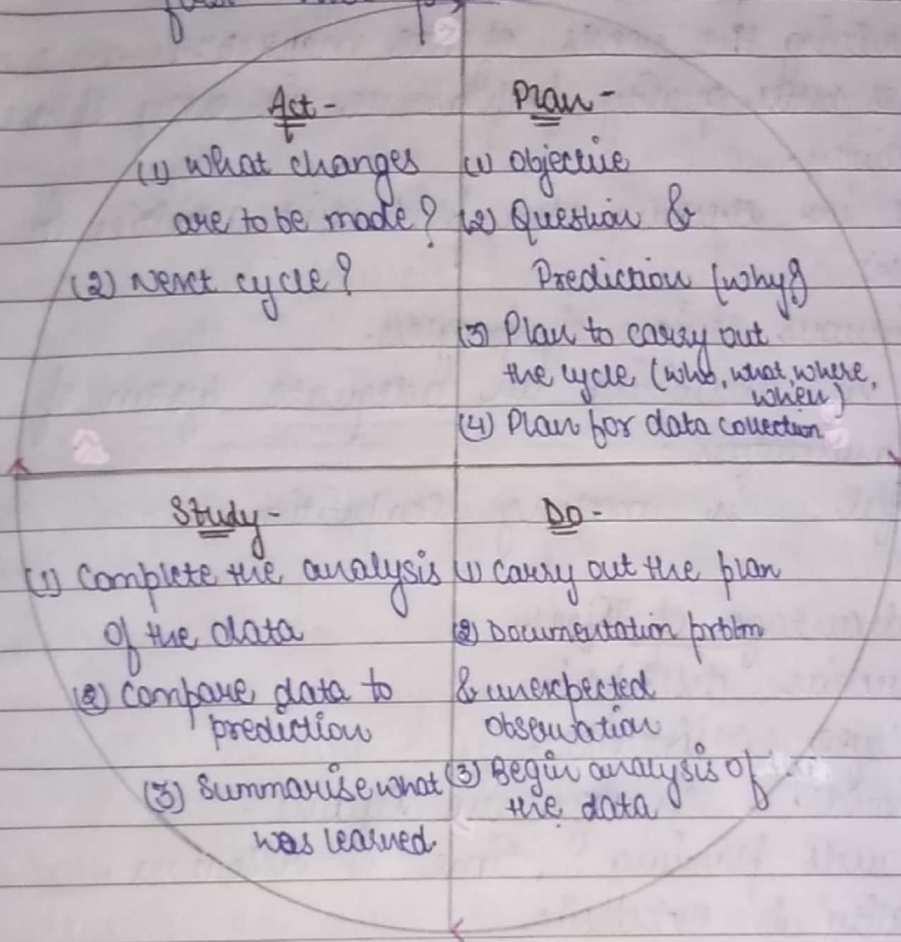 Act -
(1) What changes
are to be made?
(2) Next cycle?
Plan -
(1) Objective
(2) Question &
Prediction (why?)
(3) Plan to carry out
the cycle (who, what, where,
when)
(4) Plan for data collection
Study -
(1) Complete the analysis
of the data
(2) Compare data to
prediction
(3) Summarise what
was learned.
Do -
(1) Carry out the plan
(2) Documentation problm
& unexpected
observation
(3) Begin analysis of
the data